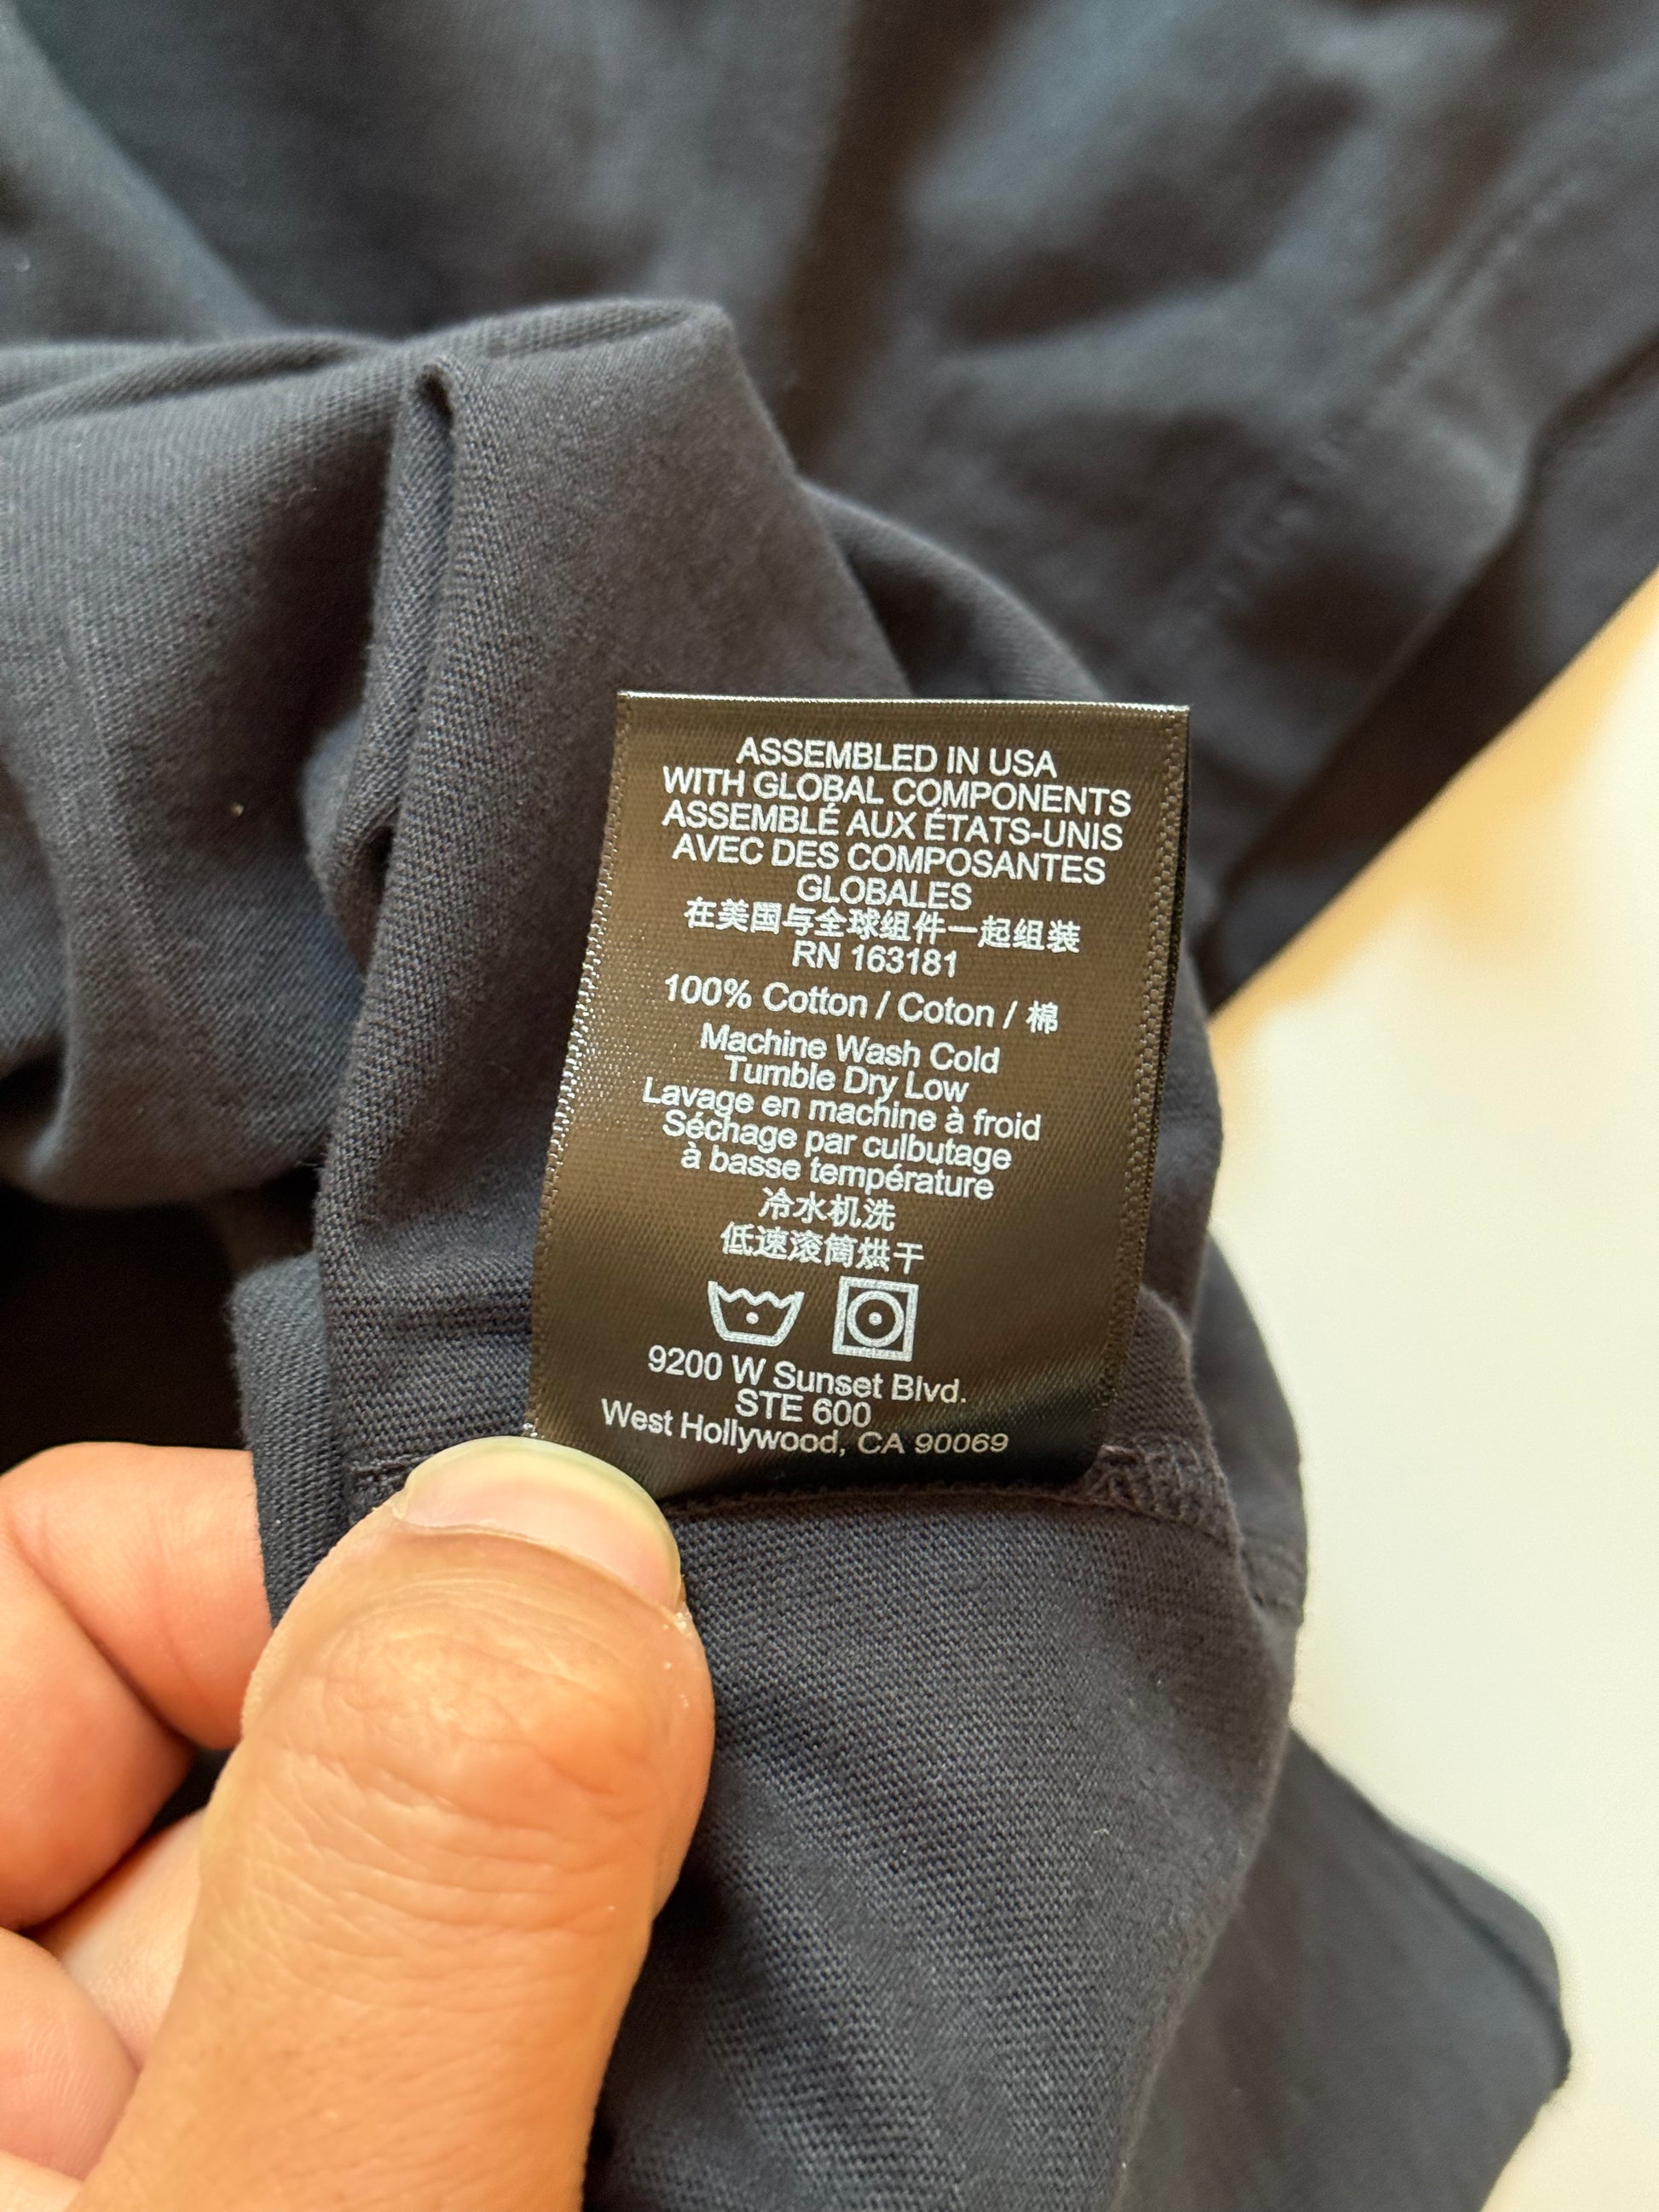 ASSEMBLED IN USA
WITH GLOBAL COMPONENTS
ASSEMBLÉ AUX ÉTATS-UNIS
AVEC DES COMPOSANTES
GLOBALES
在美国与全球组件一起组装
RN 163181
100% Cotton / Coton / 棉
Machine Wash Cold
Tumble Dry Low
Lavage en machine à froid
Séchage par culbutage
à basse température
冷水机洗
低速滚筒烘干
9200 W Sunset Blvd.
STE 600
West Hollywood, CA 90069